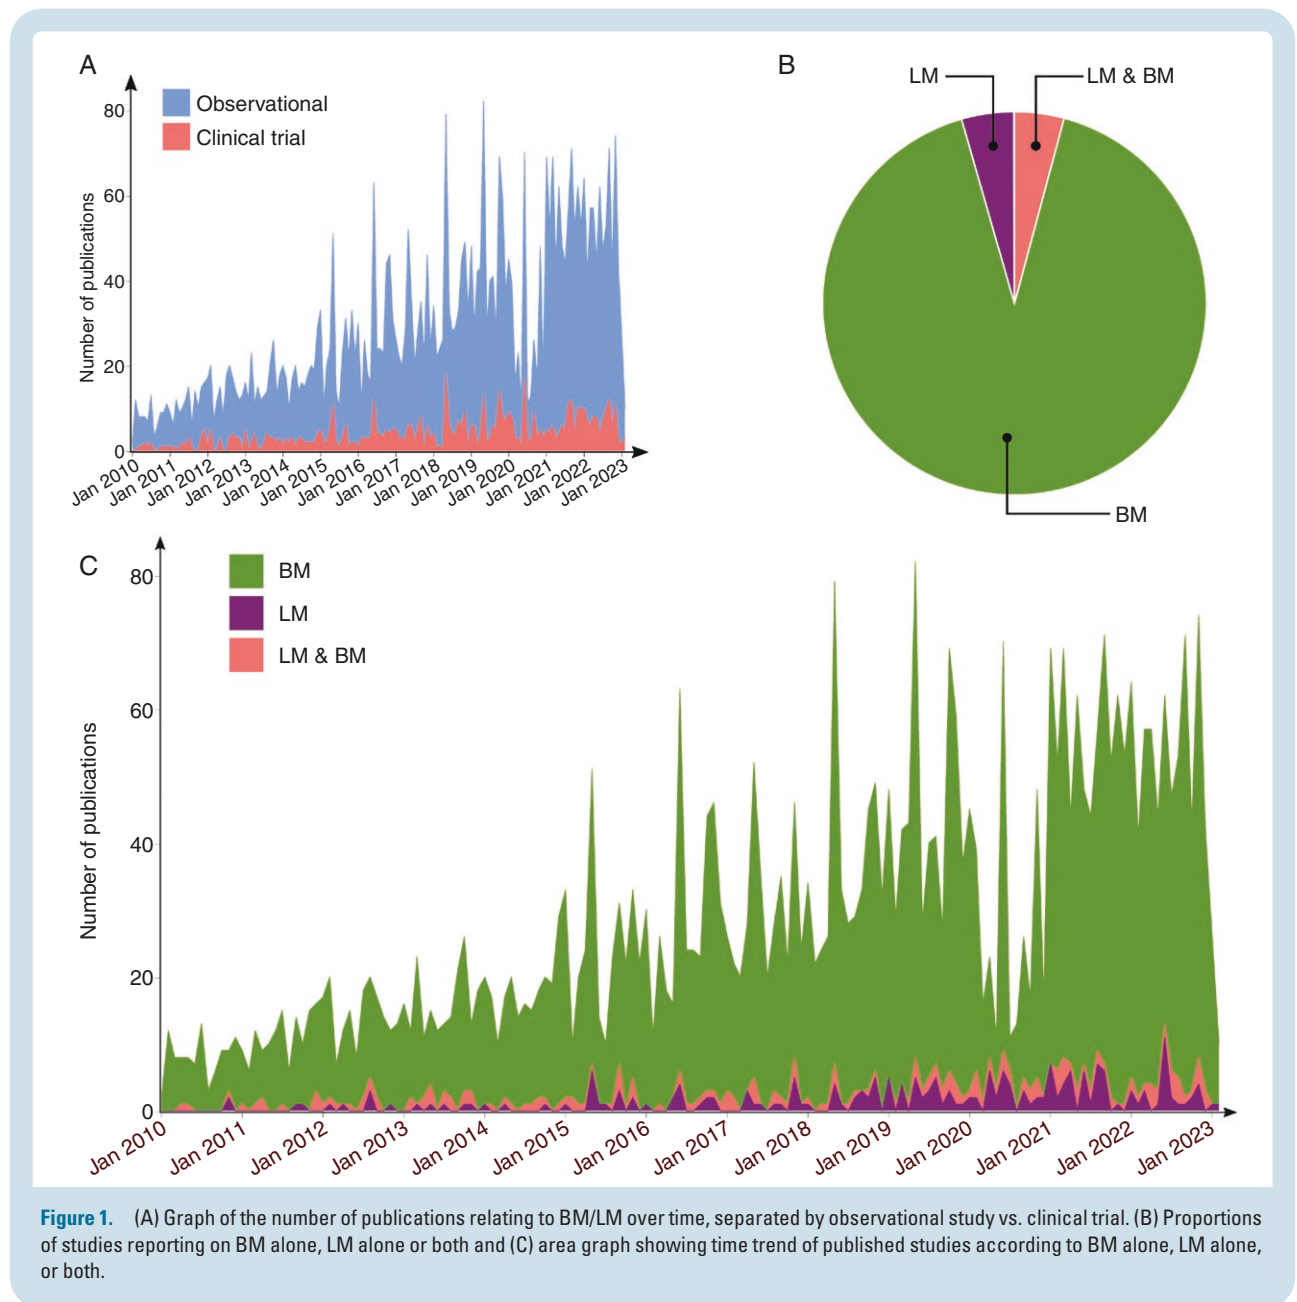 A
Observational
Clinical trial
80
60
40
20
0
Number of publications
Jan 2010
Jan 2011
Jan 2012
Jan 2013
Jan 2014
Jan 2015
Jan 2016
Jan 2017
Jan 2018
Jan 2019
Jan 2020
Jan 2021
Jan 2022
Jan 2023
B
LM
LM & BM
BM
C
BM
LM
LM & BM
80
60
40
20
0
Number of publications
Jan 2010
Jan 2011
Jan 2012
Jan 2013
Jan 2014
Jan 2015
Jan 2016
Jan 2017
Jan 2018
Jan 2019
Jan 2020
Jan 2021
Jan 2022
Jan 2023
Figure 1. (A) Graph of the number of publications relating to BM/LM over time, separated by observational study vs. clinical trial. (B) Proportions
of studies reporting on BM alone, LM alone or both and (C) area graph showing time trend of published studies according to BM alone, LM alone,
or both.